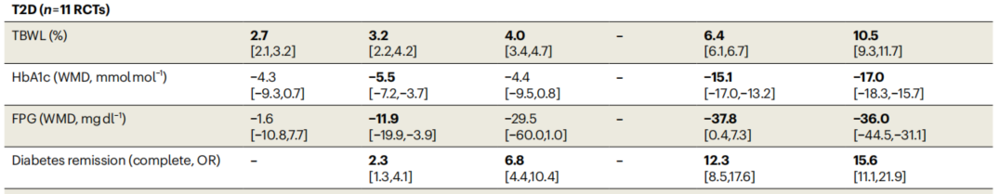 T2D (n=11 RCTs)
TBWL (%) 2.7 3.2 4.0 – 6.4 10.5
[2.1,3.2] [2.2,4.2] [3.4,4.7] [6.1,6.7] [9.3,11.7]
HbA1c (WMD, mmol mol⁻¹) −4.3 −5.5 −4.4 – −15.1 −17.0
[−9.3,0.7] [−7.2,−3.7] [−9.5,0.8] [−17.0,−13.2] [−18.3,−15.7]
FPG (WMD, mg dl⁻¹) −1.6 −11.9 −29.5 – −37.8 −36.0
[−10.8,7.7] [−19.9,−3.9] [−60.0,1.0] [0.4,7.3] [−44.5,−31.1]
Diabetes remission (complete, OR) – 2.3 6.8 – 12.3 15.6
[1.3,4.1] [4.4,10.4] [8.5,17.6] [11.1,21.9]